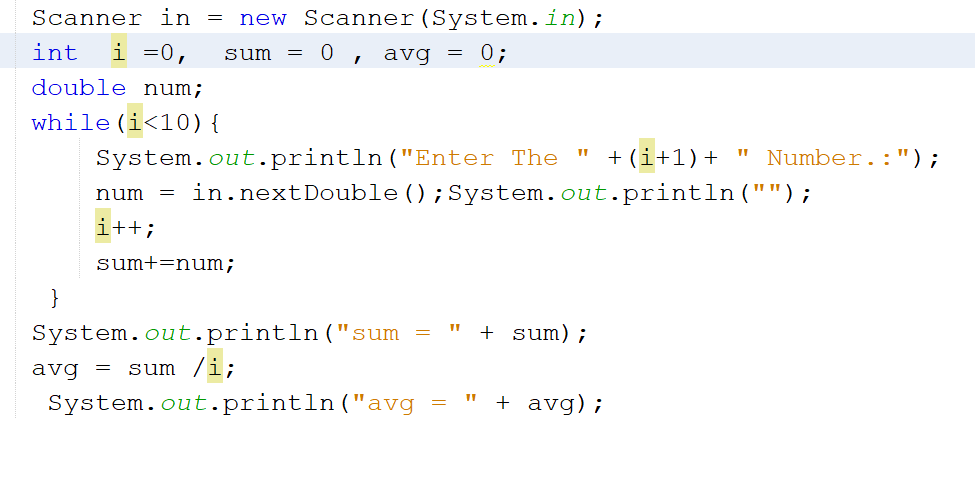 Scanner in = new Scanner(System.in);
int  i =0,  sum = 0 , avg = 0;
double num;
while(i<10){
    System.out.println("Enter The " +(i+1)+ " Number.:");
    num = in.nextDouble();System.out.println("");
    i++;
    sum+=num;
 }
System.out.println("sum = " + sum);
avg = sum /i;
 System.out.println("avg = " + avg);